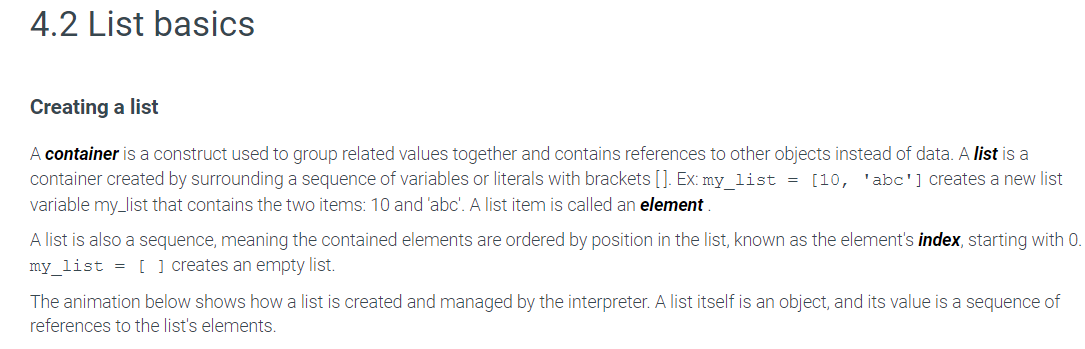 4.2 List basics
Creating a list
A container is a construct used to group related values together and contains references to other objects instead of data. A list is a
container created by surrounding a sequence of variables or literals with brackets [ ]. Ex: my_list = [10, 'abc'] creates a new list
variable my_list that contains the two items: 10 and 'abc'. A list item is called an element .
A list is also a sequence, meaning the contained elements are ordered by position in the list, known as the element's index, starting with 0.
my_list = [ ] creates an empty list.
The animation below shows how a list is created and managed by the interpreter. A list itself is an object, and its value is a sequence of
references to the list's elements.